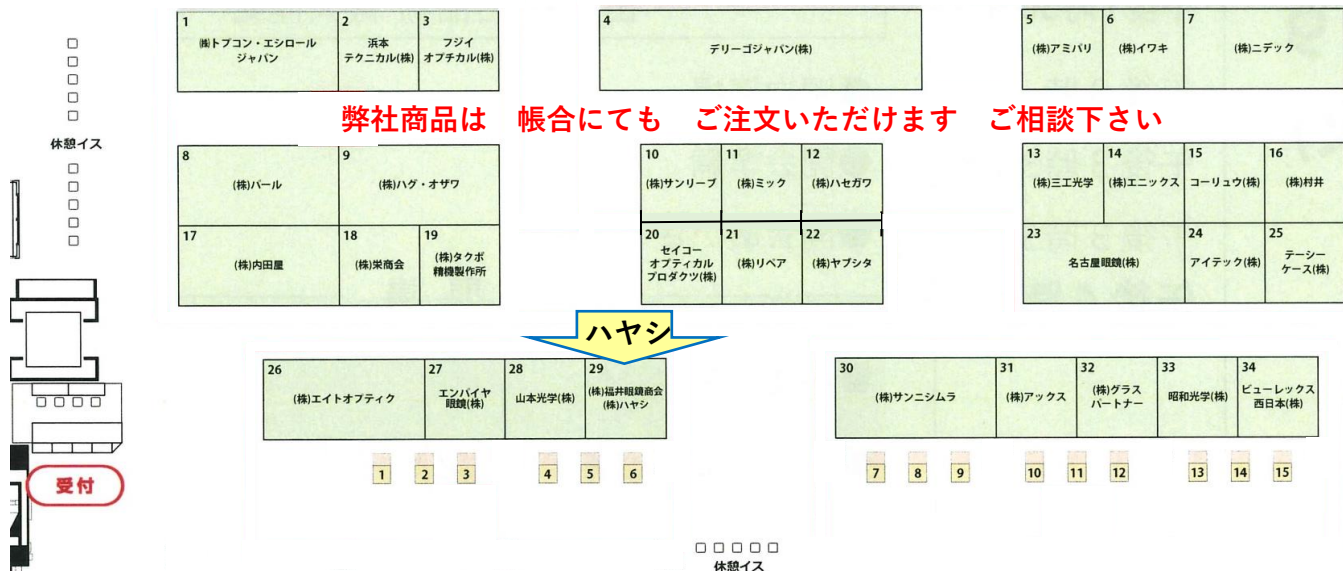 1
㈱トプコン・エシロール
ジャパン
2
浜本
テクニカル(株)
3
フジイ
オプチカル(株)
4
デリーゴジャパン(株)
5
(株)アミパリ
6
(株)イワキ
7
(株)ニデック
弊社商品は　帳合にても　ご注文いただけます　ご相談下さい
休憩イス
8
(株)パール
9
(株)ハグ・オザワ
10
(株)サンリーブ
11
(株)ミック
12
(株)ハセガワ
13
(株)三工光学
14
(株)エニックス
15
コーリュウ(株)
16
(株)村井
17
(株)内田屋
18
(株)栄商会
19
(株)タクボ
精機製作所
20
セイコー
オプティカル
プロダクツ(株)
21
(株)リペア
22
(株)ヤブシタ
23
名古屋眼鏡(株)
24
アイテック(株)
25
テーシー
ケース(株)
ハヤシ
26
(株)エイトオプティク
27
エンパイヤ
眼鏡(株)
28
山本光学(株)
29
(株)福井眼鏡商会
(株)ハヤシ
30
(株)サンニシムラ
31
(株)アックス
32
(株)グラス
パートナー
33
昭和光学(株)
34
ビューレックス
西日本(株)
1 2 3 4 5 6 7 8 9 10 11 12 13 14 15
受付
休憩イス